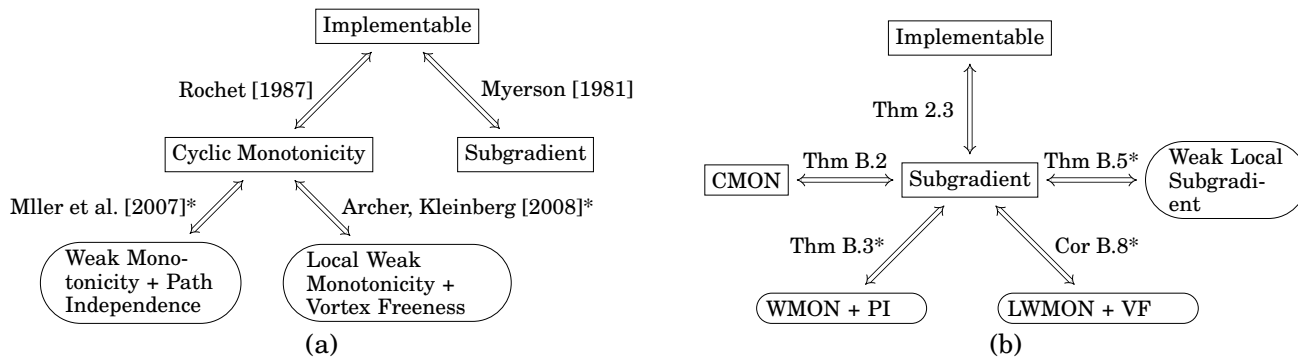 Implementable
Rochet [1987]
Myerson [1981]
Cyclic Monotonicity
Subgradient
Mller et al. [2007]*
Archer, Kleinberg [2008]*
Weak Mono-
tonicity + Path
Independence
Local Weak
Monotonicity +
Vortex Freeness
(a)
Implementable
Thm 2.3
CMON
Thm B.2
Subgradient
Thm B.5*
Weak Local
Subgradi-
ent
Thm B.3*
Cor B.8*
WMON + PI
LWMON + VF
(b)